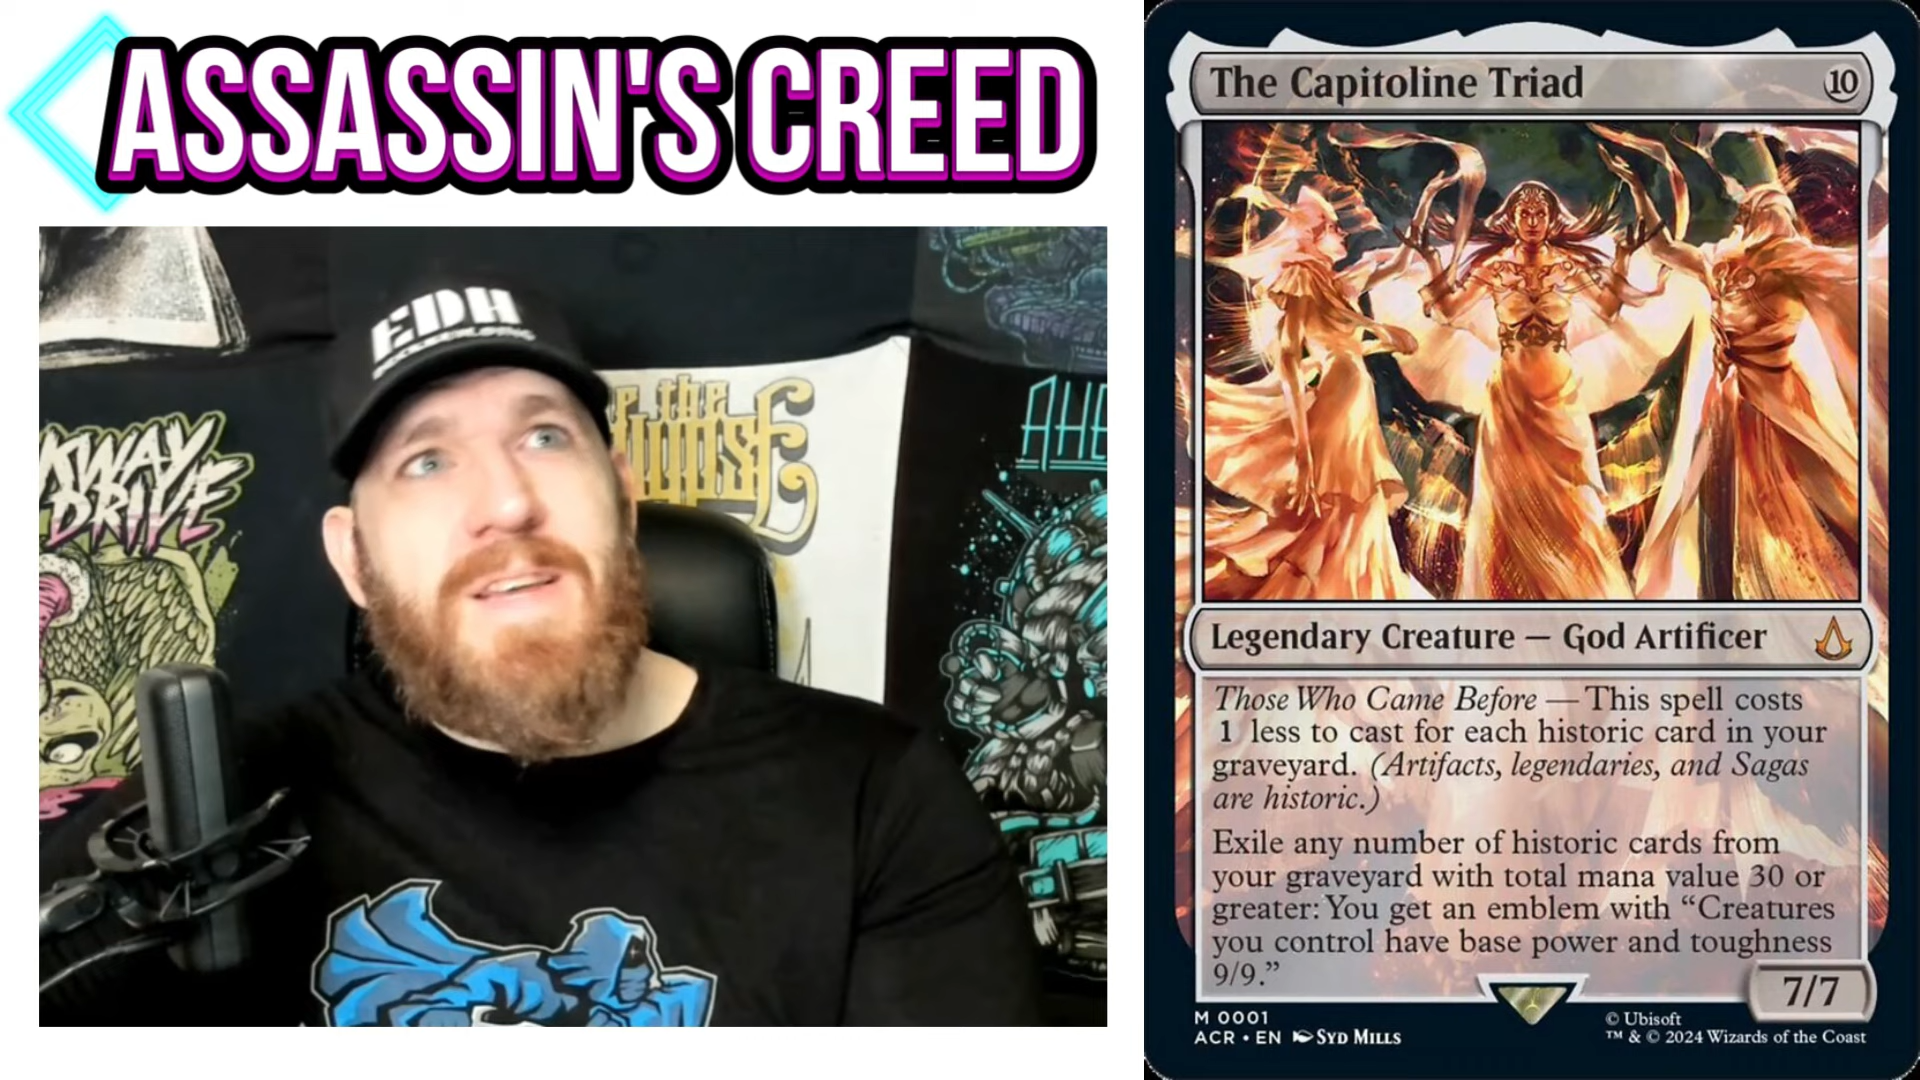 ASSASSIN'S CREED
The Capitoline Triad
10
EDH
KWAY
DRIVE
e the
AHE
Legendary Creature — God Artificer
Those Who Came Before — This spell costs
1 less to cast for each historic card in your
graveyard. (Artifacts, legendaries, and Sagas
are historic.)
Exile any number of historic cards from
your graveyard with total mana value 30 or
greater: You get an emblem with “Creatures
you control have base power and toughness
9/9.”
7/7
M 0001
ACR • EN SYD MILLS
© Ubisoft
™ & © 2024 Wizards of the Coast